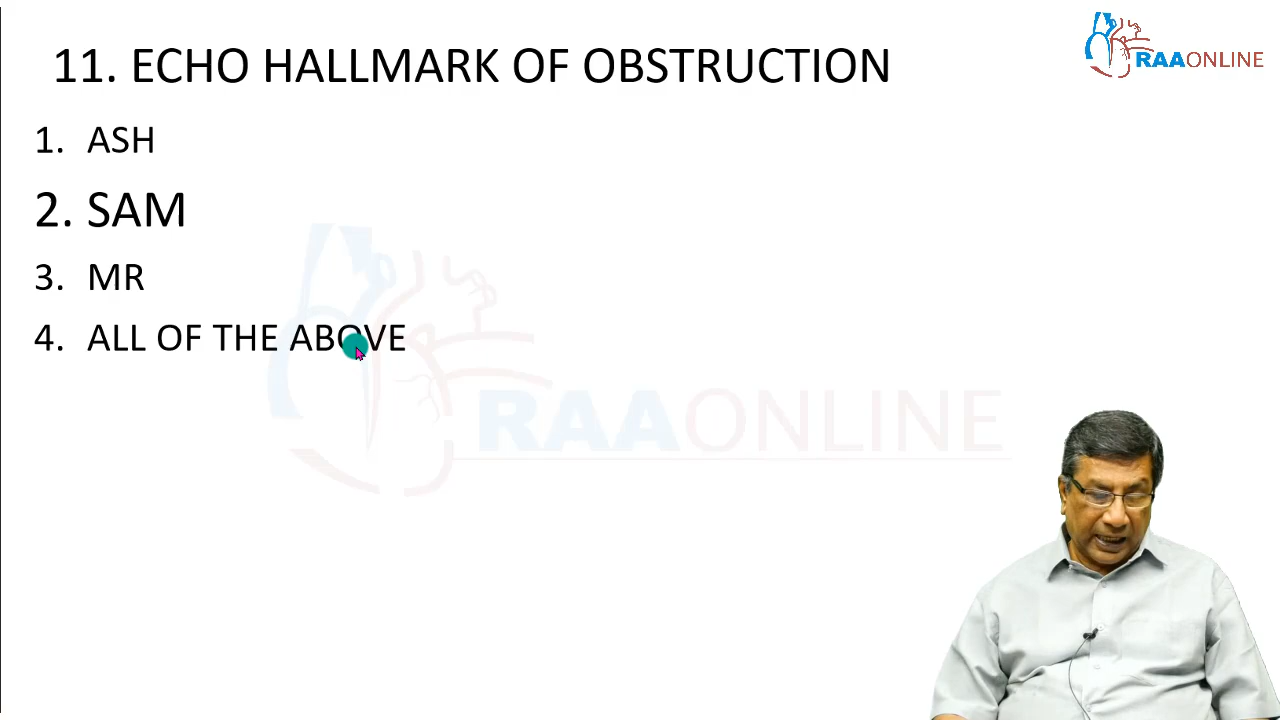 11. ECHO HALLMARK OF OBSTRUCTION
RAAONLINE
1. ASH
2. SAM
3. MR
4. ALL OF THE ABOVE
RAAONLINE